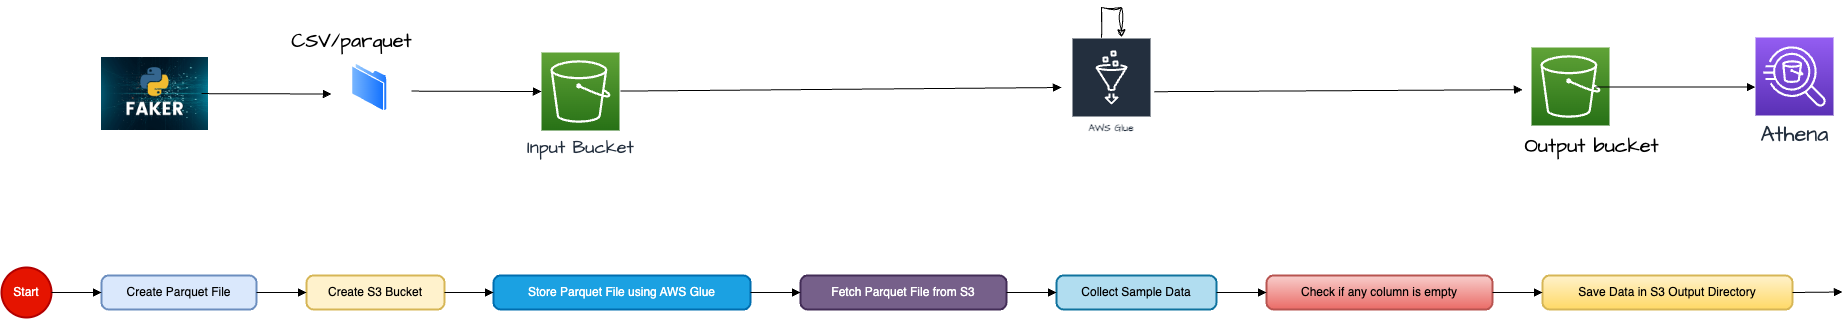 CSV/parquet
FAKER
Input Bucket
AWS Glue
Output bucket
Athena
Start
Create Parquet File
Create S3 Bucket
Store Parquet File using AWS Glue
Fetch Parquet File from S3
Collect Sample Data
Check if any column is empty
Save Data in S3 Output Directory